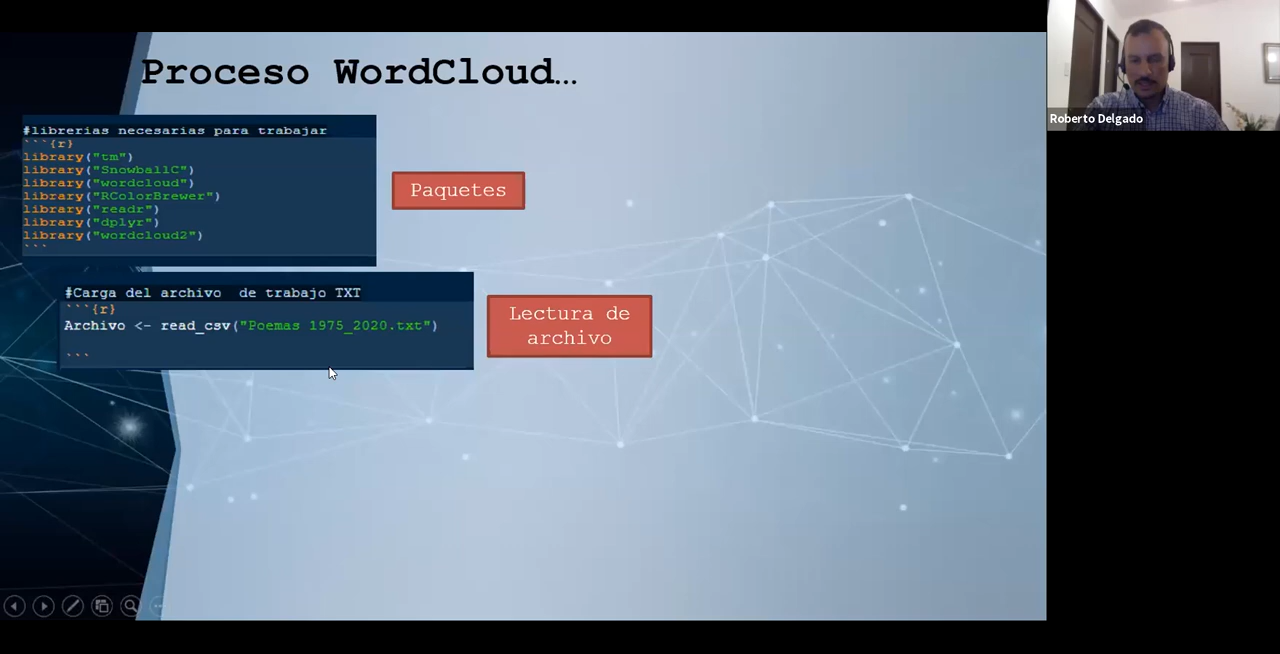 Proceso WordCloud…
#librerias necesarias para trabajar
```{r}
library("tm")
library("SnowballC")
library("wordcloud")
library("RColorBrewer")
library("readr")
library("dplyr")
library("wordcloud2")
```
Paquetes
#Carga del archivo  de trabajo TXT
```{r}
Archivo <- read_csv("Poemas 1975_2020.txt")
```
Lectura de
archivo
Roberto Delgado